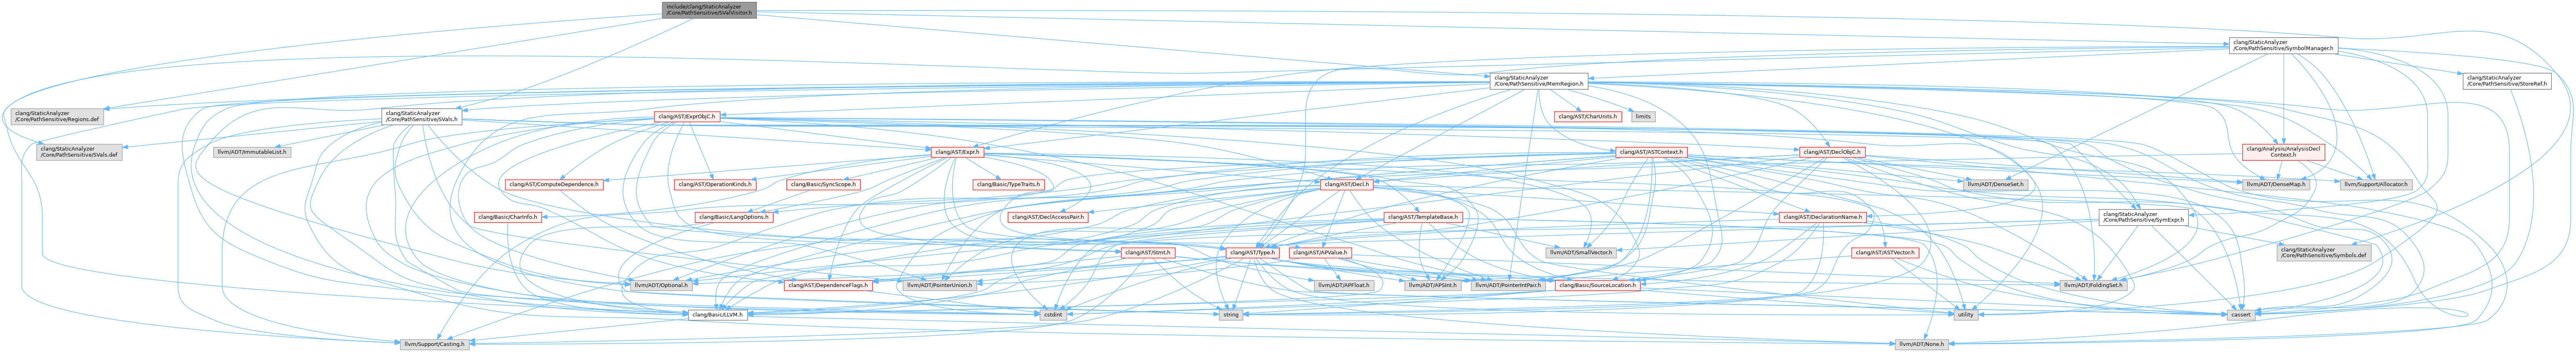 include/clang/StaticAnalyzer
/Core/PathSensitive/SValVisitor.h
clang/StaticAnalyzer
/Core/PathSensitive/SymbolManager.h
clang/StaticAnalyzer
/Core/PathSensitive/MemRegion.h
clang/StaticAnalyzer
/Core/PathSensitive/StoreRef.h
clang/StaticAnalyzer
/Core/PathSensitive/Regions.def
clang/StaticAnalyzer
/Core/PathSensitive/SVals.h
clang/AST/ExprObjC.h
clang/AST/CharUnits.h
limits
clang/StaticAnalyzer
/Core/PathSensitive/SVals.def
llvm/ADT/ImmutableList.h
clang/AST/Expr.h
clang/AST/ASTContext.h
clang/AST/DeclObjC.h
clang/Analysis/AnalysisDecl
Context.h
clang/AST/ComputeDependence.h
clang/AST/OperationKinds.h
clang/Basic/SyncScope.h
clang/Basic/TypeTraits.h
clang/AST/Decl.h
llvm/ADT/DenseSet.h
llvm/ADT/DenseMap.h
llvm/Support/Allocator.h
clang/Basic/CharInfo.h
clang/Basic/LangOptions.h
clang/AST/DeclAccessPair.h
clang/AST/TemplateBase.h
clang/AST/DeclarationName.h
clang/StaticAnalyzer
/Core/PathSensitive/SymExpr.h
clang/AST/Stmt.h
clang/AST/Type.h
clang/AST/APValue.h
llvm/ADT/SmallVector.h
clang/AST/ASTVector.h
clang/StaticAnalyzer
/Core/PathSensitive/Symbols.def
llvm/ADT/Optional.h
clang/AST/DependenceFlags.h
llvm/ADT/PointerUnion.h
llvm/ADT/APFloat.h
llvm/ADT/APSInt.h
llvm/ADT/PointerIntPair.h
clang/Basic/SourceLocation.h
llvm/ADT/FoldingSet.h
clang/Basic/LLVM.h
cstdint
string
utility
cassert
llvm/Support/Casting.h
llvm/ADT/None.h